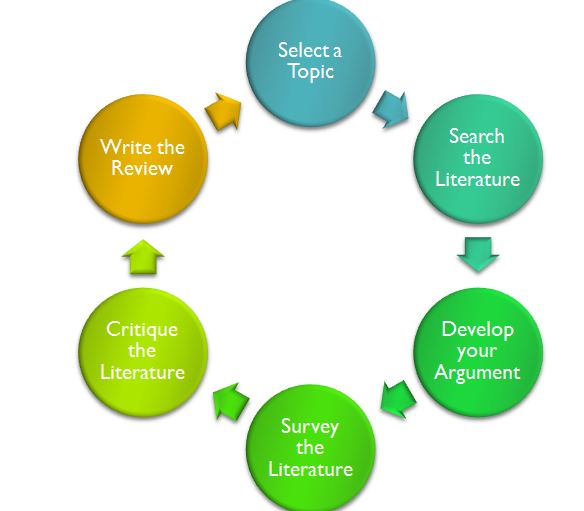 Select a
Topic
Search
the
Literature
Develop
your
Argument
Survey
the
Literature
Critique
the
Literature
Write the
Review